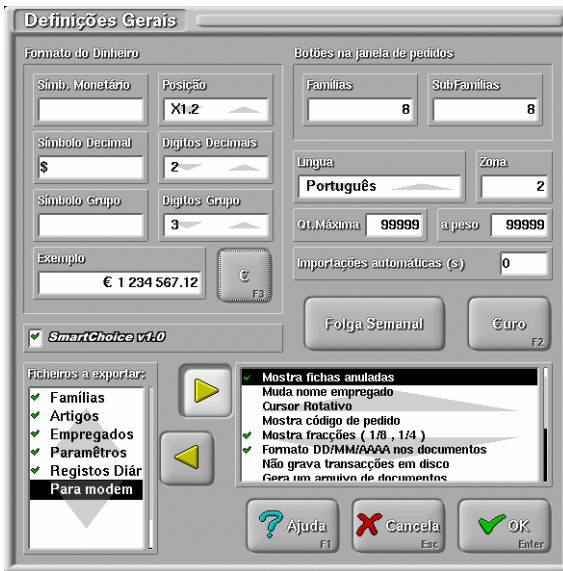 Definições Gerais
Formato do Dinheiro
Símb. Monetário
Posição
X1.2
Símbolo Decimal
Digitos Decimais
$
2
Símbolo Grupo
Digitos Grupo
3
Exemplo
€ 1 234 567.12
€
F3
SmartChoice v1.0
Botões na janela de pedidos
Famílias
SubFamílias
8
8
Lingua
Zona
Português
2
Qt.Máxima
99999
a peso
99999
Importações automáticas (s)
0
Folga Semanal
€uro
F2
Ficheiros a exportar:
Famílias
Artigos
Empregados
Paramêtros
Registos Diár
Para modem
Mostra fichas anuladas
Muda nome empregado
Cursor Rotativo
Mostra código de pedido
Mostra fracções ( 1/8 , 1/4 )
Formato DD/MM/AAAA nos documentos
Não grava transacções em disco
Gera um arquivo de documentos
Ajuda
F1
Cancela
Esc
OK
Enter